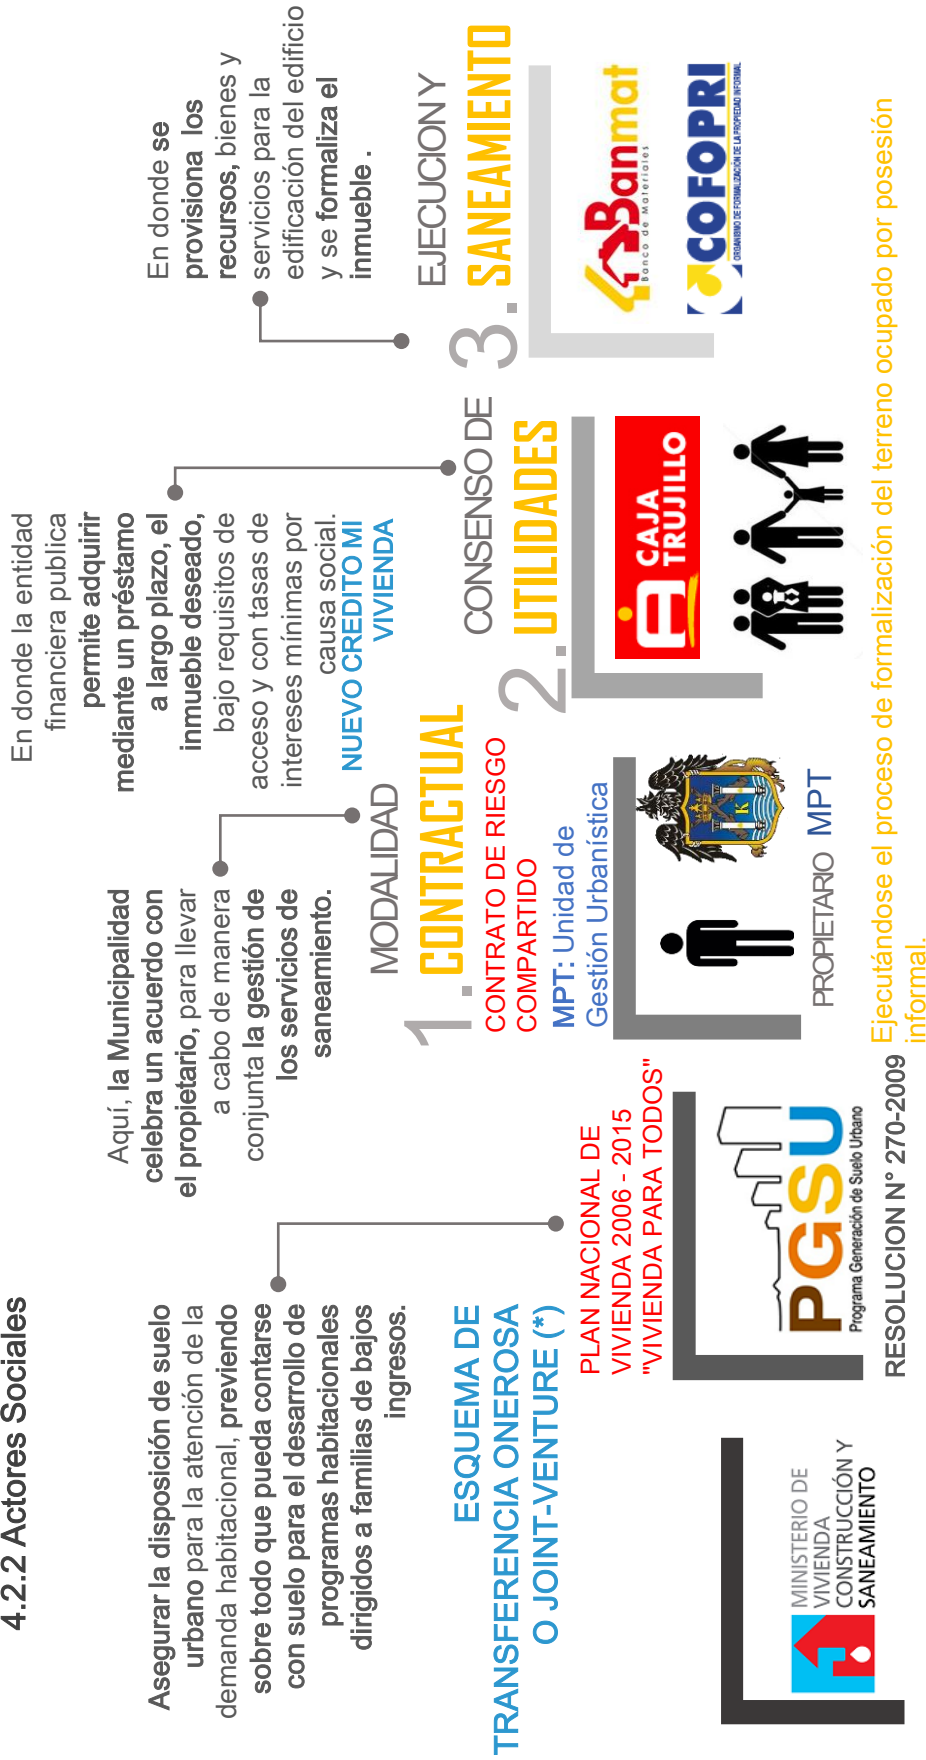 4.2.2 Actores Sociales
Asegurar la disposición de suelo
urbano para la atención de la
demanda habitacional, previendo
sobre todo que pueda contarse
con suelo para el desarrollo de
programas habitacionales
dirigidos a familias de bajos
ingresos.
ESQUEMA DE
TRANSFERENCIA ONEROSA
O JOINT-VENTURE (*)
MINISTERIO DE
VIVIENDA
CONSTRUCCIÓN Y
SANEAMIENTO
PLAN NACIONAL DE
VIVIENDA 2006 - 2015
"VIVIENDA PARA TODOS"
PGSU
Programa Generación de Suelo Urbano
RESOLUCION N° 270-2009
Aquí, la Municipalidad
celebra un acuerdo con
el propietario, para llevar
a cabo de manera
conjunta la gestión de
los servicios de
saneamiento.
MODALIDAD
1. CONTRACTUAL
CONTRATO DE RIESGO
COMPARTIDO
MPT: Unidad de
Gestión Urbanística
K
PROPIETARIO MPT
En donde la entidad
financiera publica
permite adquirir
mediante un préstamo
a largo plazo, el
inmueble deseado,
bajo requisitos de
acceso y con tasas de
intereses mínimas por
causa social.
NUEVO CREDITO MI
VIVIENDA
CONSENSO DE
2. UTILIDADES
CAJA
TRUJILLO
En donde se
provisiona los
recursos, bienes y
servicios para la
edificación del edificio
y se formaliza el
inmueble .
EJECUCION Y
3. SANEAMIENTO
Banmat
Banco de Materiales
COFOPRI
ORGANISMO DE FORMALIZACIÓN DE LA PROPIEDAD INFORMAL
Ejecutándose el proceso de formalización del terreno ocupado por posesión
informal.